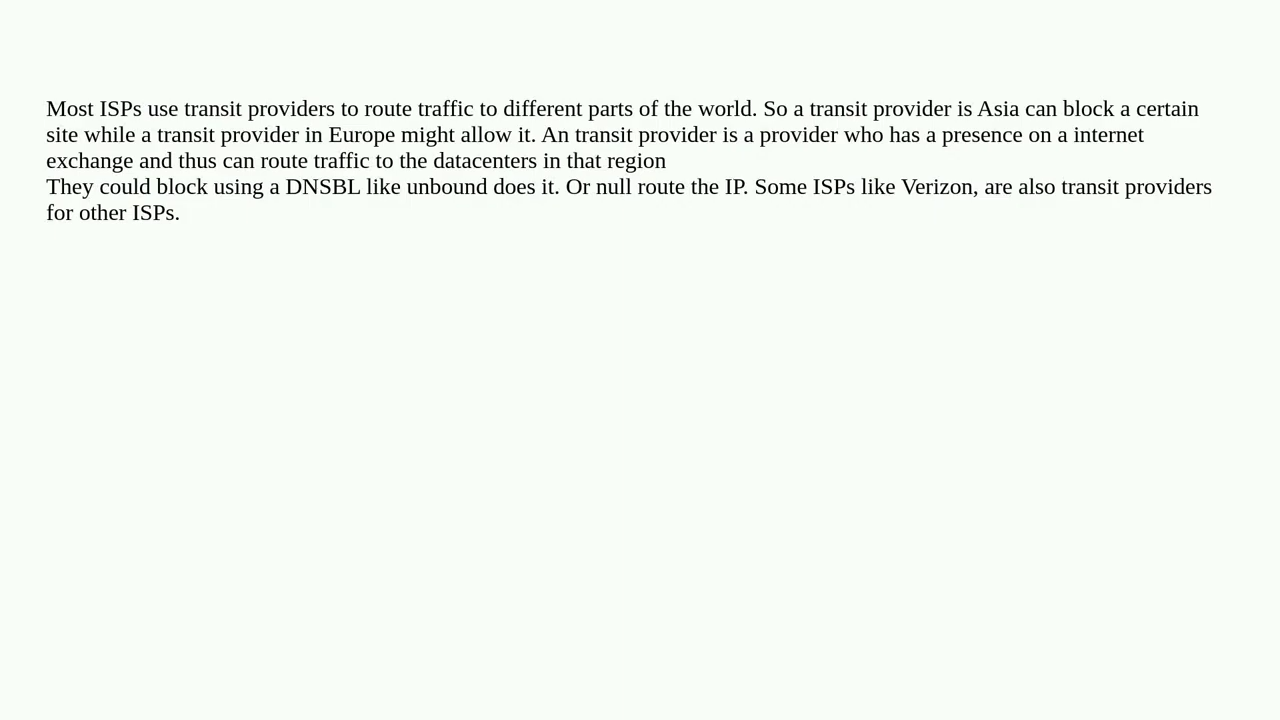 Most ISPs use transit providers to route traffic to different parts of the world. So a transit provider is Asia can block a certain
site while a transit provider in Europe might allow it. An transit provider is a provider who has a presence on a internet
exchange and thus can route traffic to the datacenters in that region
They could block using a DNSBL like unbound does it. Or null route the IP. Some ISPs like Verizon, are also transit providers
for other ISPs.